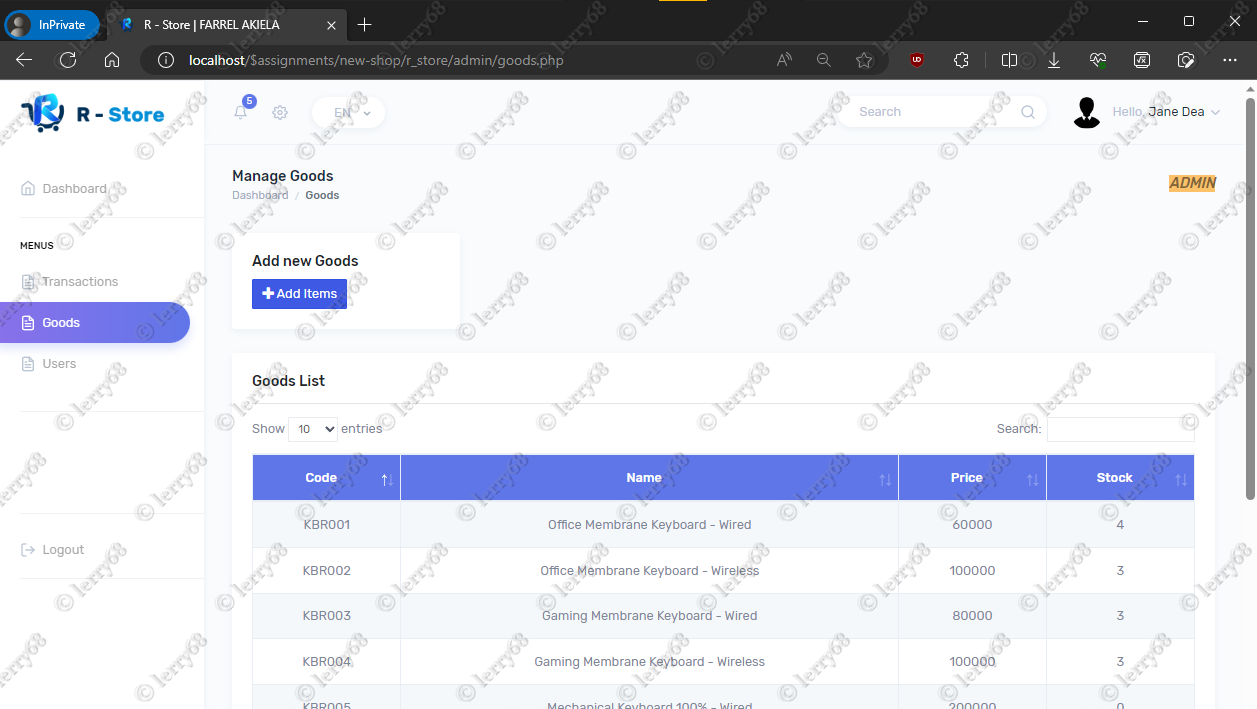 InPrivate
R - Store | FARREL AKIELA
localhost/$assignments/new-shop/r_store/admin/goods.php
R - Store
5
EN
Search
Hello, Jane Dea
Manage Goods
Dashboard / Goods
ADMIN
Dashboard
MENUS
Transactions
Goods
Users
Logout
Add new Goods
Add Items
Goods List
Show 10 entries
Search:
Code Name Price Stock
KBR001 Office Membrane Keyboard - Wired 60000 4
KBR002 Office Membrane Keyboard - Wireless 100000 3
KBR003 Gaming Membrane Keyboard - Wired 80000 3
KBR004 Gaming Membrane Keyboard - Wireless 100000 3
KBR005 Mechanical Keyboard 100% - Wired 200000 0
© lerry68